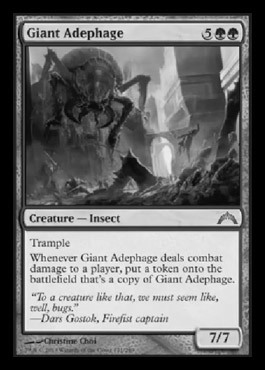 Giant Adephage 5
Creature — Insect
Trample
Whenever Giant Adephage deals combat
damage to a player, put a token onto the
battlefield that's a copy of Giant Adephage.
"To a creature like that, we must seem like,
well, bugs."
—Dars Gostok, Firefist captain
7/7
Christine Choi